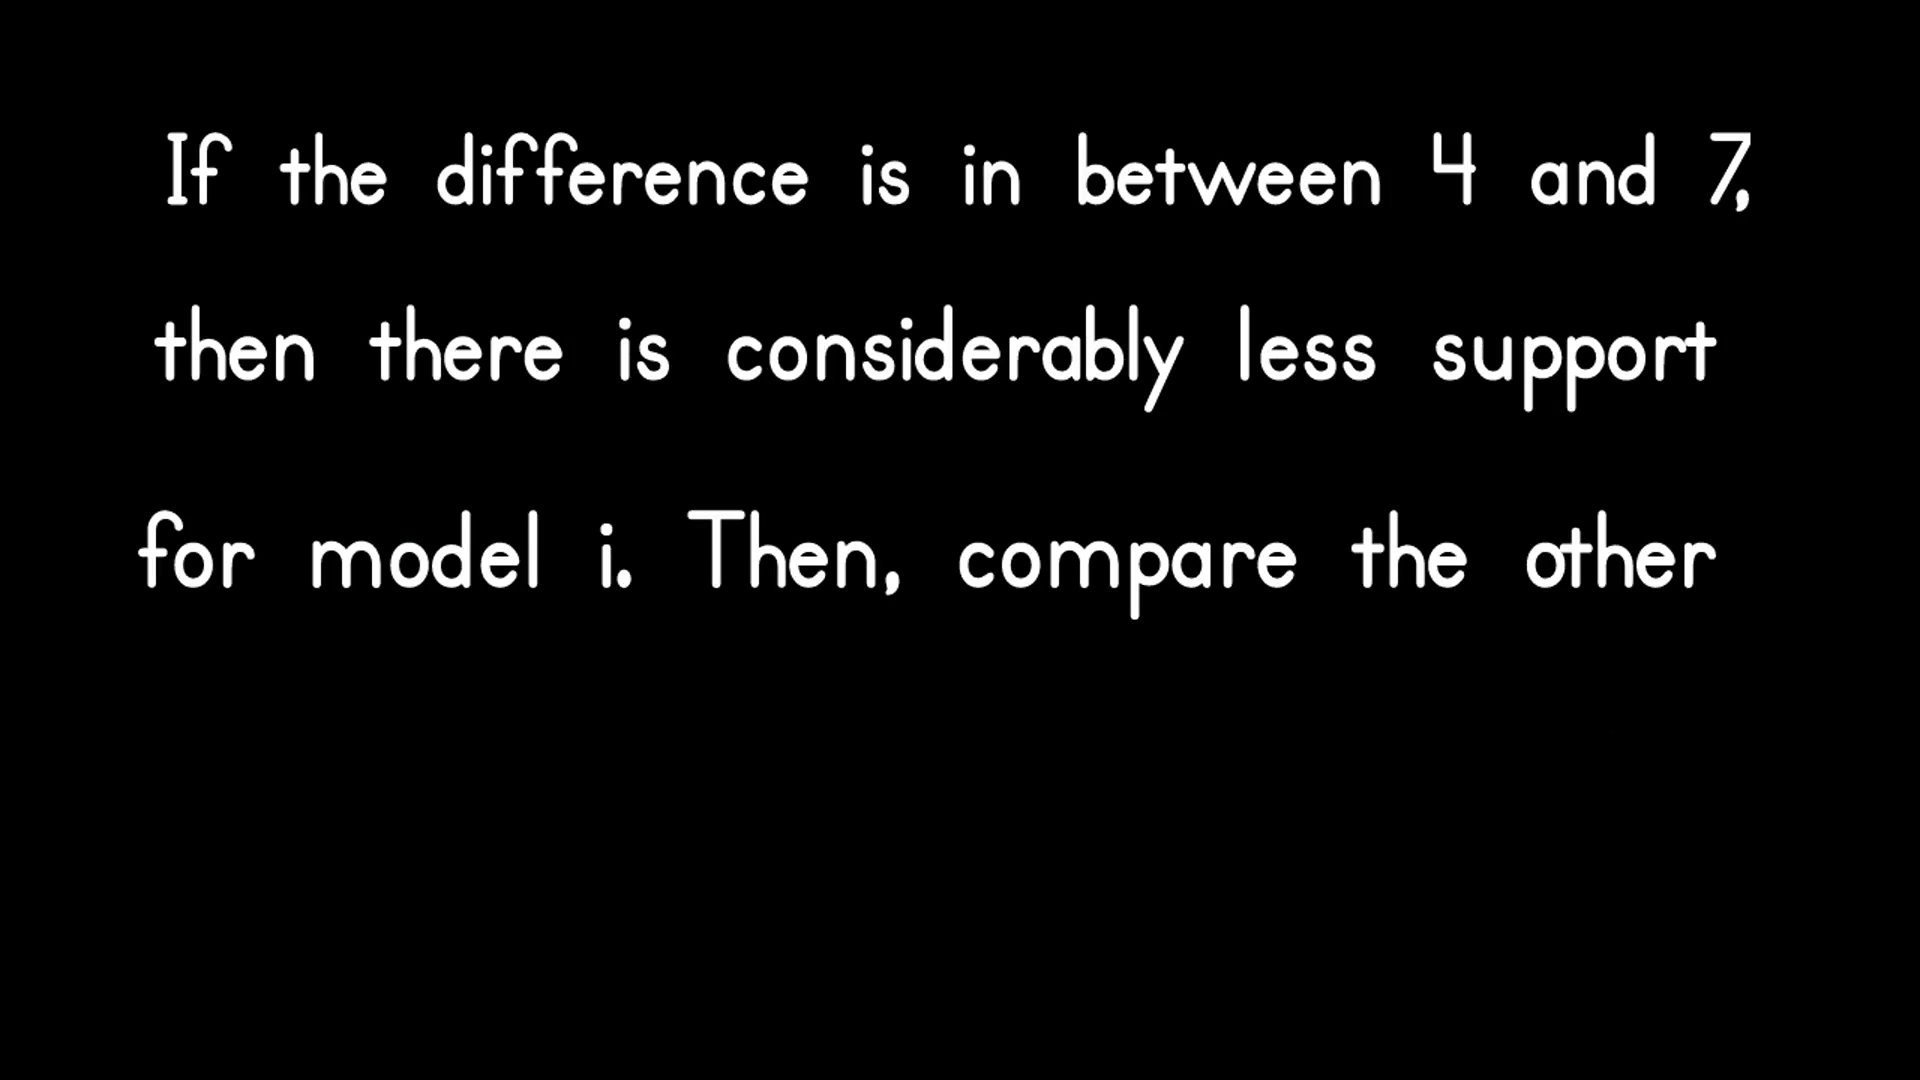 If the difference is in between 4 and 7,
then there is considerably less support
for model i. Then, compare the other